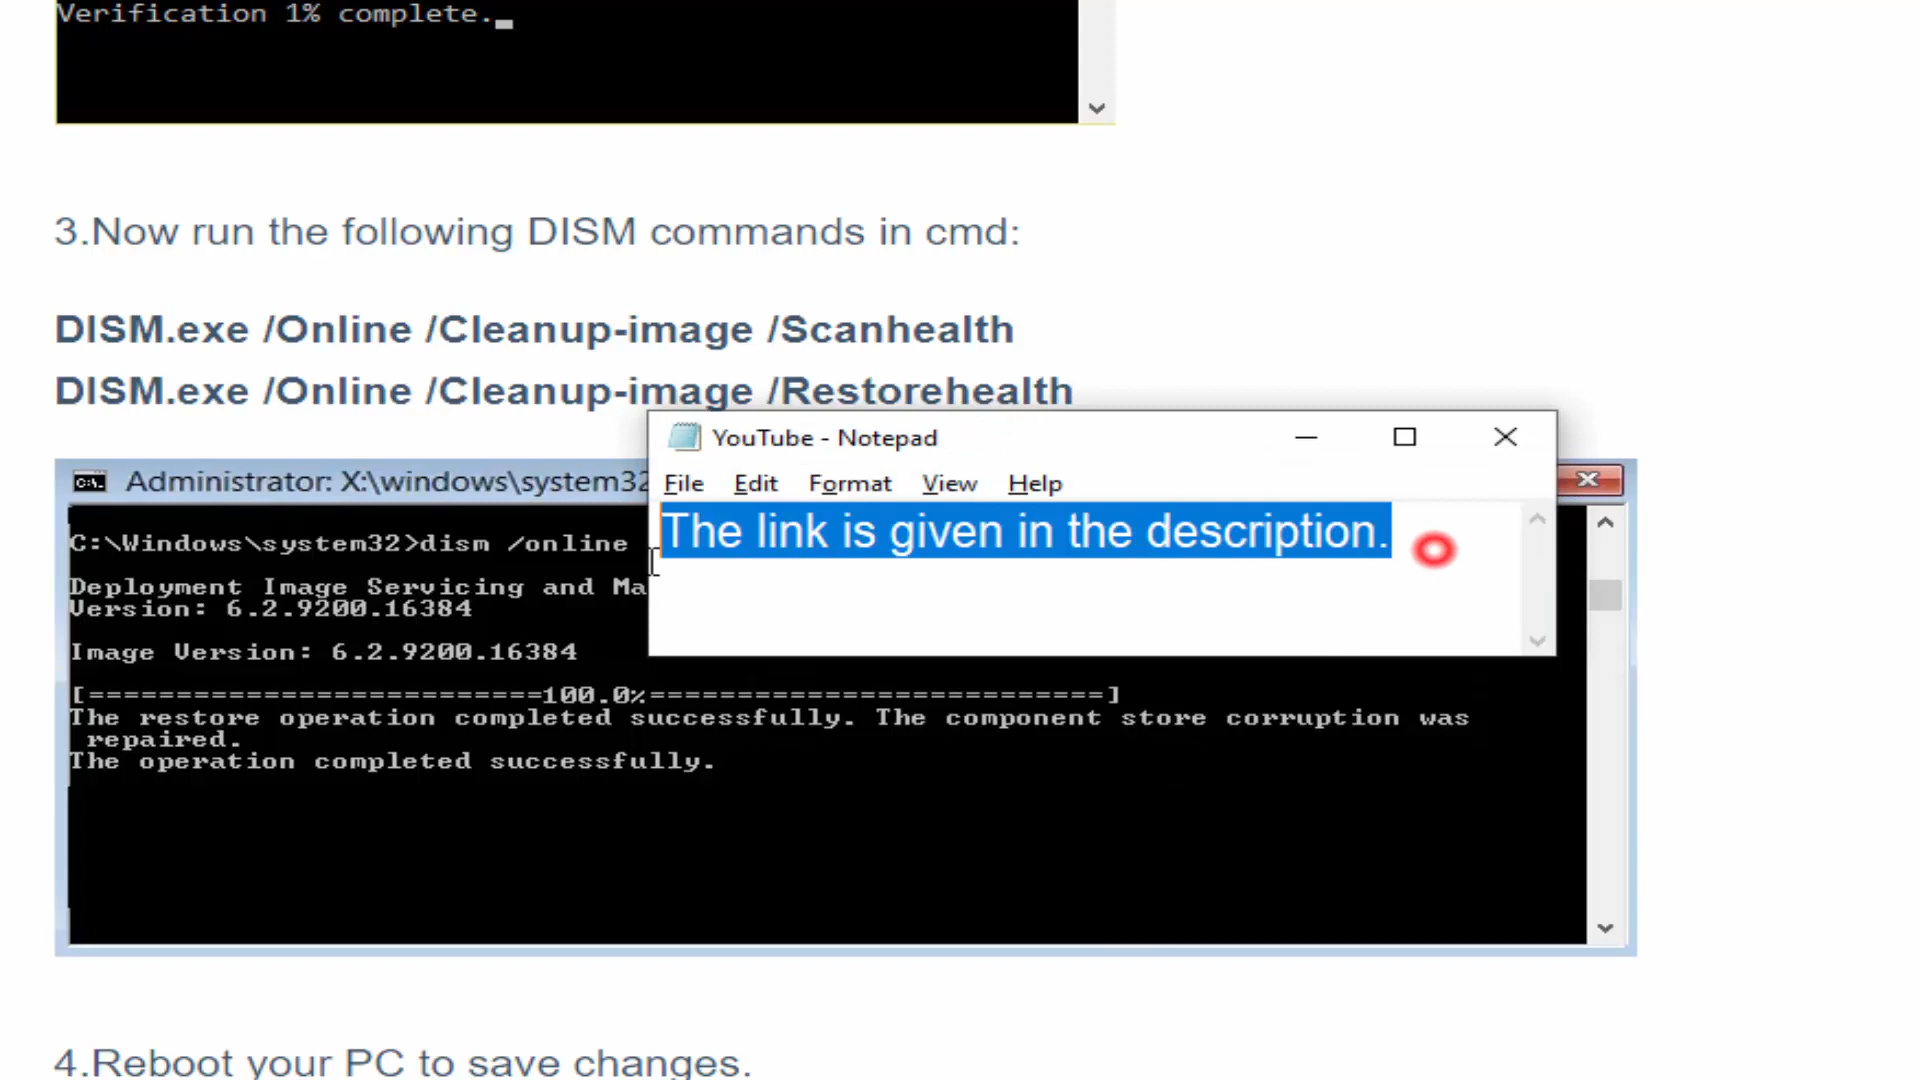 Verification 1% complete.
3.Now run the following DISM commands in cmd:
DISM.exe /Online /Cleanup-image /Scanhealth
DISM.exe /Online /Cleanup-image /Restorehealth
YouTube - Notepad
File Edit Format View Help
The link is given in the description.
Administrator: X:\windows\system32
C:\Windows\system32>dism /online
Deployment Image Servicing and Ma
Version: 6.2.9200.16384
Image Version: 6.2.9200.16384
[==========================100.0%==========================]
The restore operation completed successfully. The component store corruption was
repaired.
The operation completed successfully.
4.Reboot your PC to save changes.